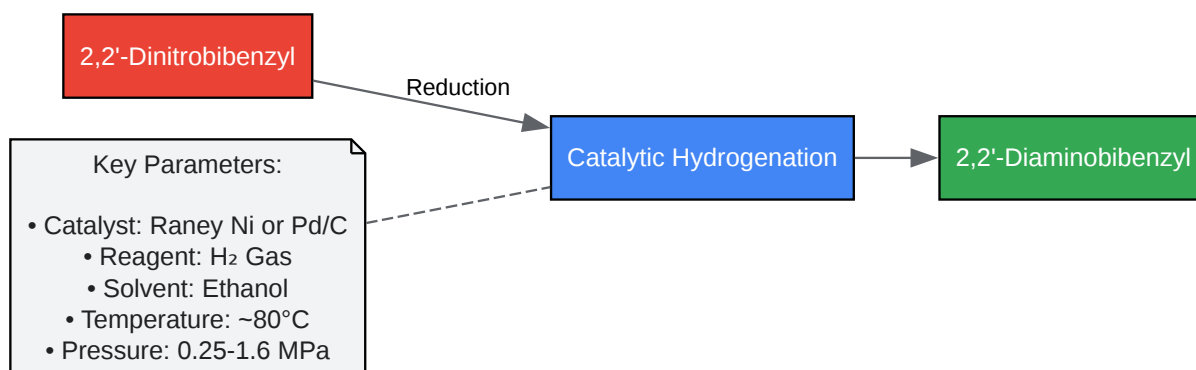 2,2'-Dinitrobibenzyl
Reduction
Catalytic Hydrogenation
2,2'-Diaminobibenzyl
Key Parameters:
• Catalyst: Raney Ni or Pd/C
• Reagent: H₂ Gas
• Solvent: Ethanol
• Temperature: ~80°C
• Pressure: 0.25-1.6 MPa